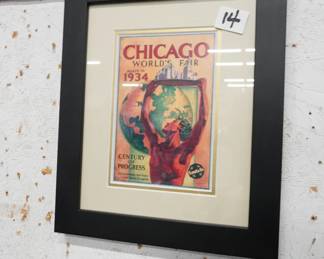 14
CHICAGO
WORLD'S FAIR
1934
CENTURY
OF
PROGRESS